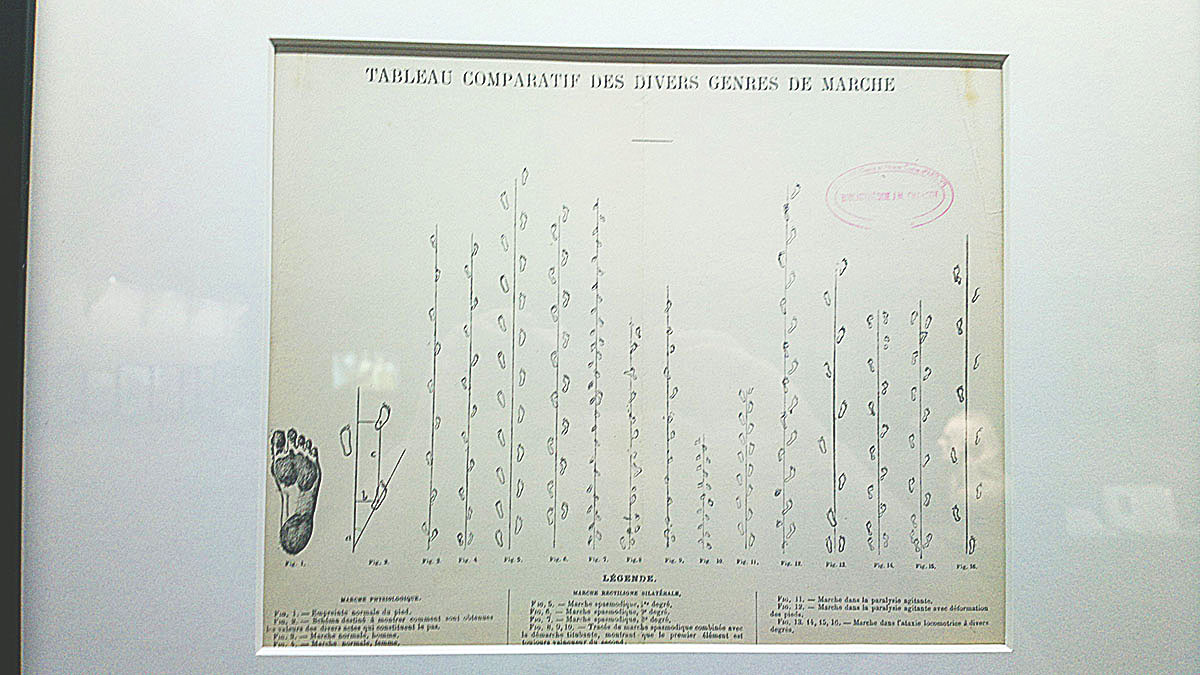 TABLEAU COMPARATIF DES DIVERS GENRES DE MARCHE
a
b
c
Fig. 1.
Fig. 2.
Fig. 3
Fig. 4
Fig. 5.
Fig. 6.
Fig. 7.
Fig. 8
Fig. 9.
Fig. 10.
Fig. 11.
Fig. 12.
Fig. 13.
Fig. 14.
Fig. 15.
Fig. 16.
LÉGENDE.
MARCHE PHYSIOLOGIQUE.
FIG. 1. — Empreinte normale du pied.
FIG. 2. — Schéma destiné à montrer comment sont obtenues
les valeurs des divers actes qui constituent le pas.
FIG. 3. — Marche normale, homme.
FIG. 4. — Marche normale, femme.
MARCHE RECTILIGNE BILATÉRALE.
FIG. 5. — Marche spasmodique, 1er degré.
FIG. 6. — Marche spasmodique, 2e degré.
FIG. 7. — Marche spasmodique, 3e degré.
FIG. 8, 9, 10. — Tracés de marche spasmodique combinée avec
la démarche titubante, montrant que le premier élément est
toujours vainqueur du second.
FIG. 11. — Marche dans la paralysie agitante.
FIG. 12. — Marche dans la paralysie agitante avec déformation
des pieds.
FIG. 13, 14, 15, 16. — Marche dans l'ataxie locomotrice à divers
degrés.